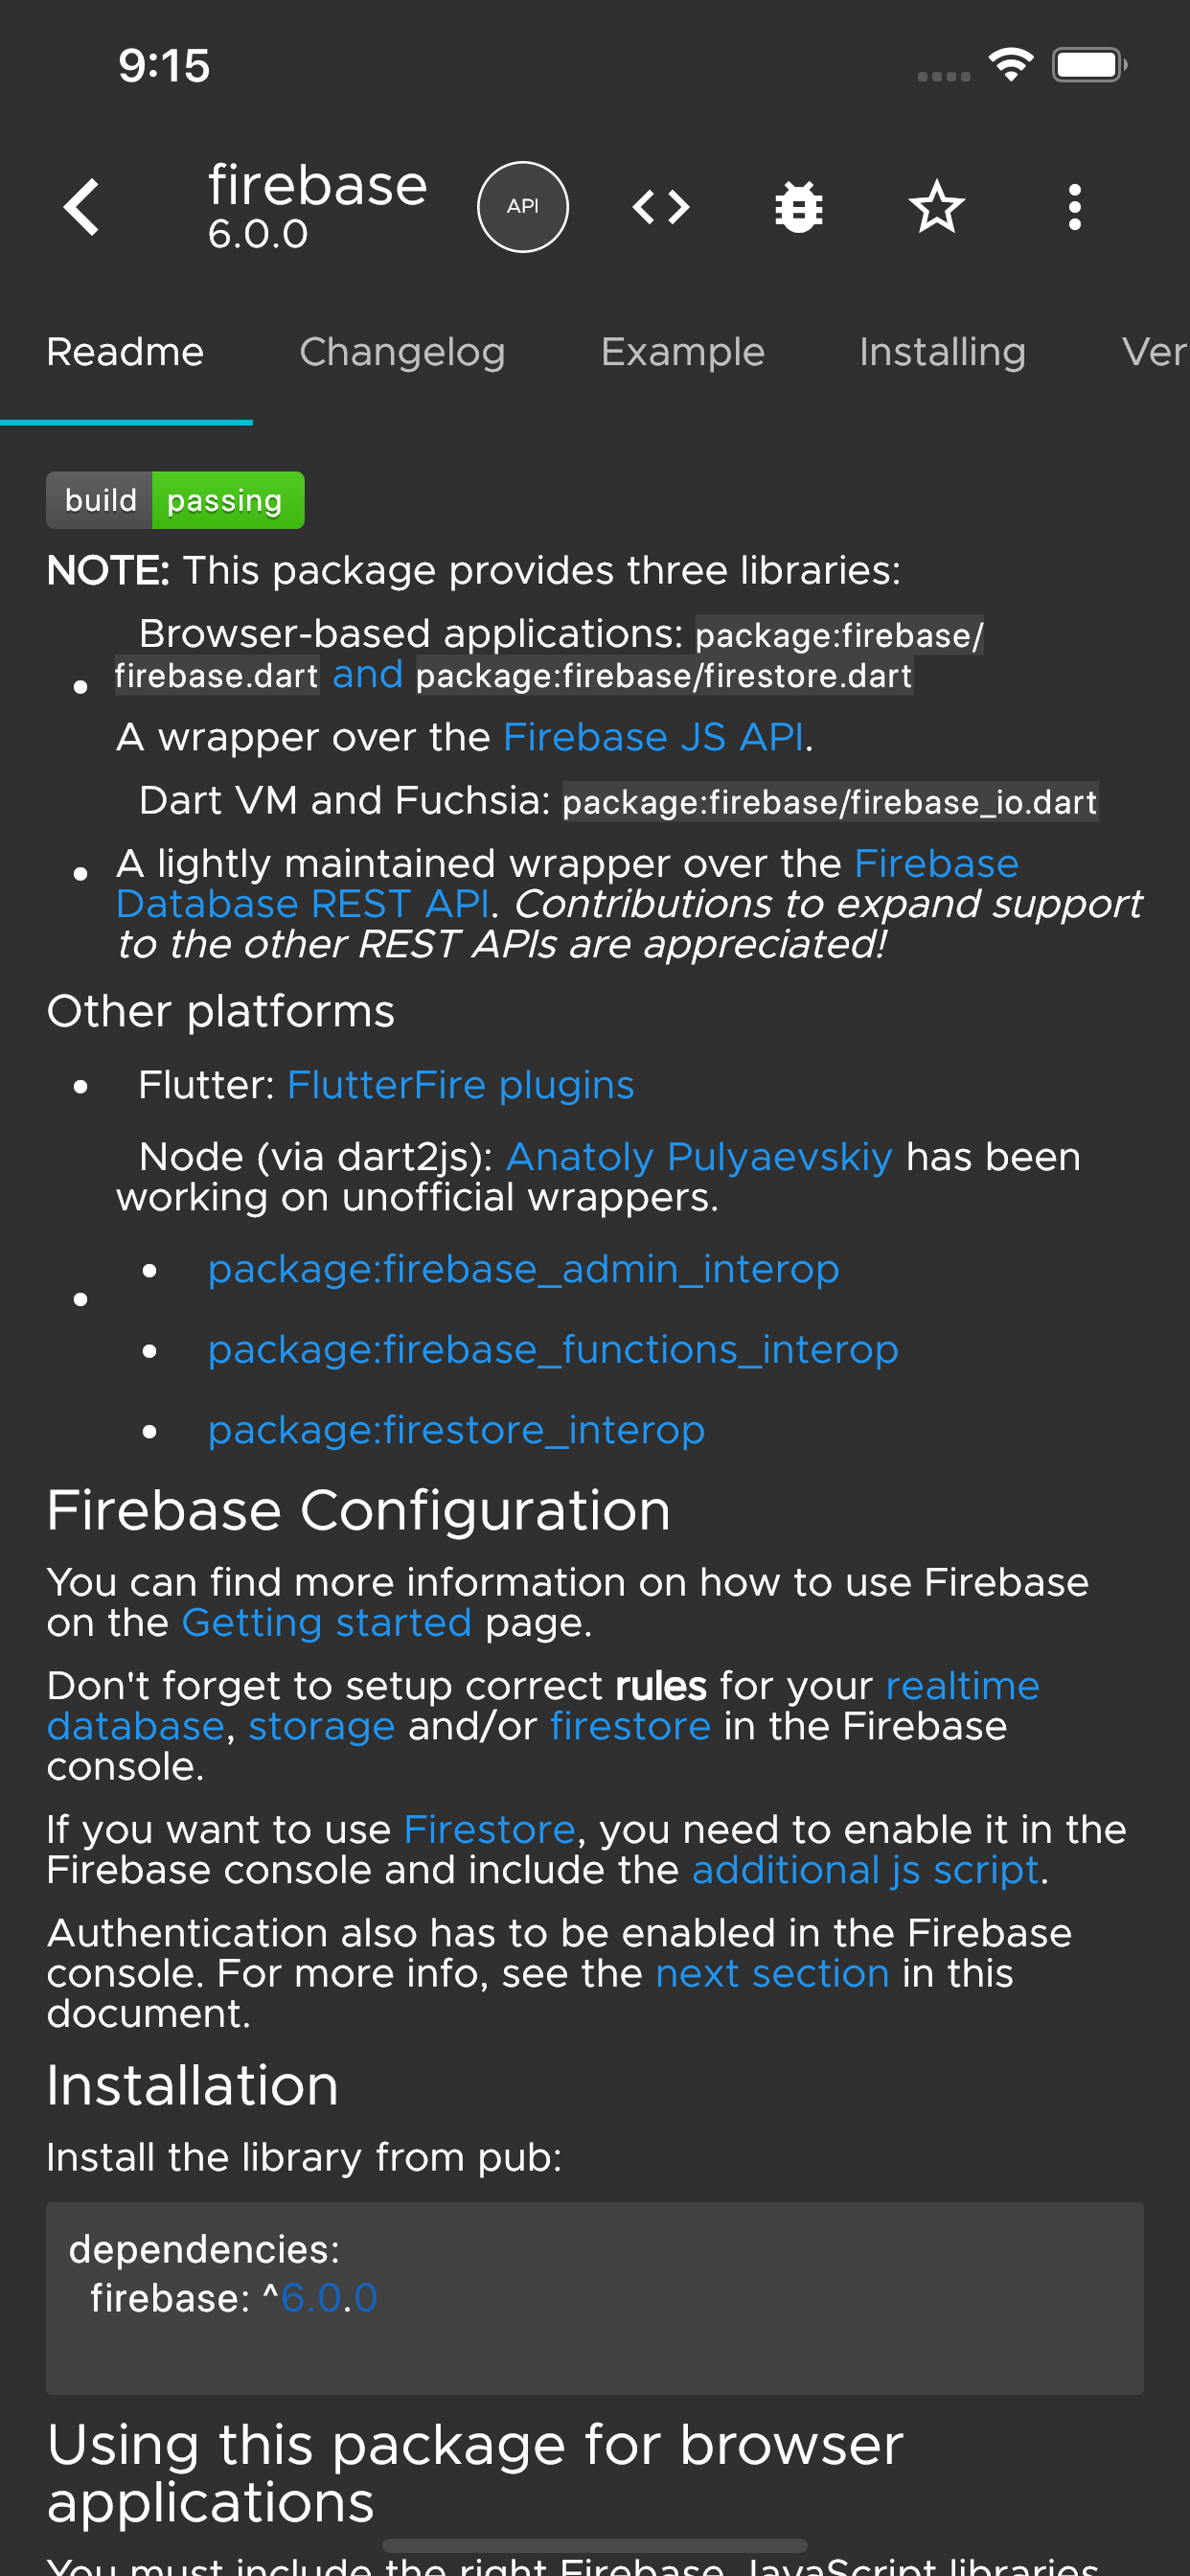 9:15
firebase
6.0.0
API
Readme Changelog Example Installing Ver
build passing
NOTE: This package provides three libraries:
Browser-based applications: package:firebase/
firebase.dart and package:firebase/firestore.dart
A wrapper over the Firebase JS API.
Dart VM and Fuchsia: package:firebase/firebase_io.dart
A lightly maintained wrapper over the Firebase
Database REST API. Contributions to expand support
to the other REST APIs are appreciated!
Other platforms
Flutter: FlutterFire plugins
Node (via dart2js): Anatoly Pulyaevskiy has been
working on unofficial wrappers.
package:firebase_admin_interop
package:firebase_functions_interop
package:firestore_interop
Firebase Configuration
You can find more information on how to use Firebase
on the Getting started page.
Don't forget to setup correct rules for your realtime
database, storage and/or firestore in the Firebase
console.
If you want to use Firestore, you need to enable it in the
Firebase console and include the additional js script.
Authentication also has to be enabled in the Firebase
console. For more info, see the next section in this
document.
Installation
Install the library from pub:
dependencies:
firebase: ^6.0.0
Using this package for browser
applications
You must include the right Firebase JavaScript libraries